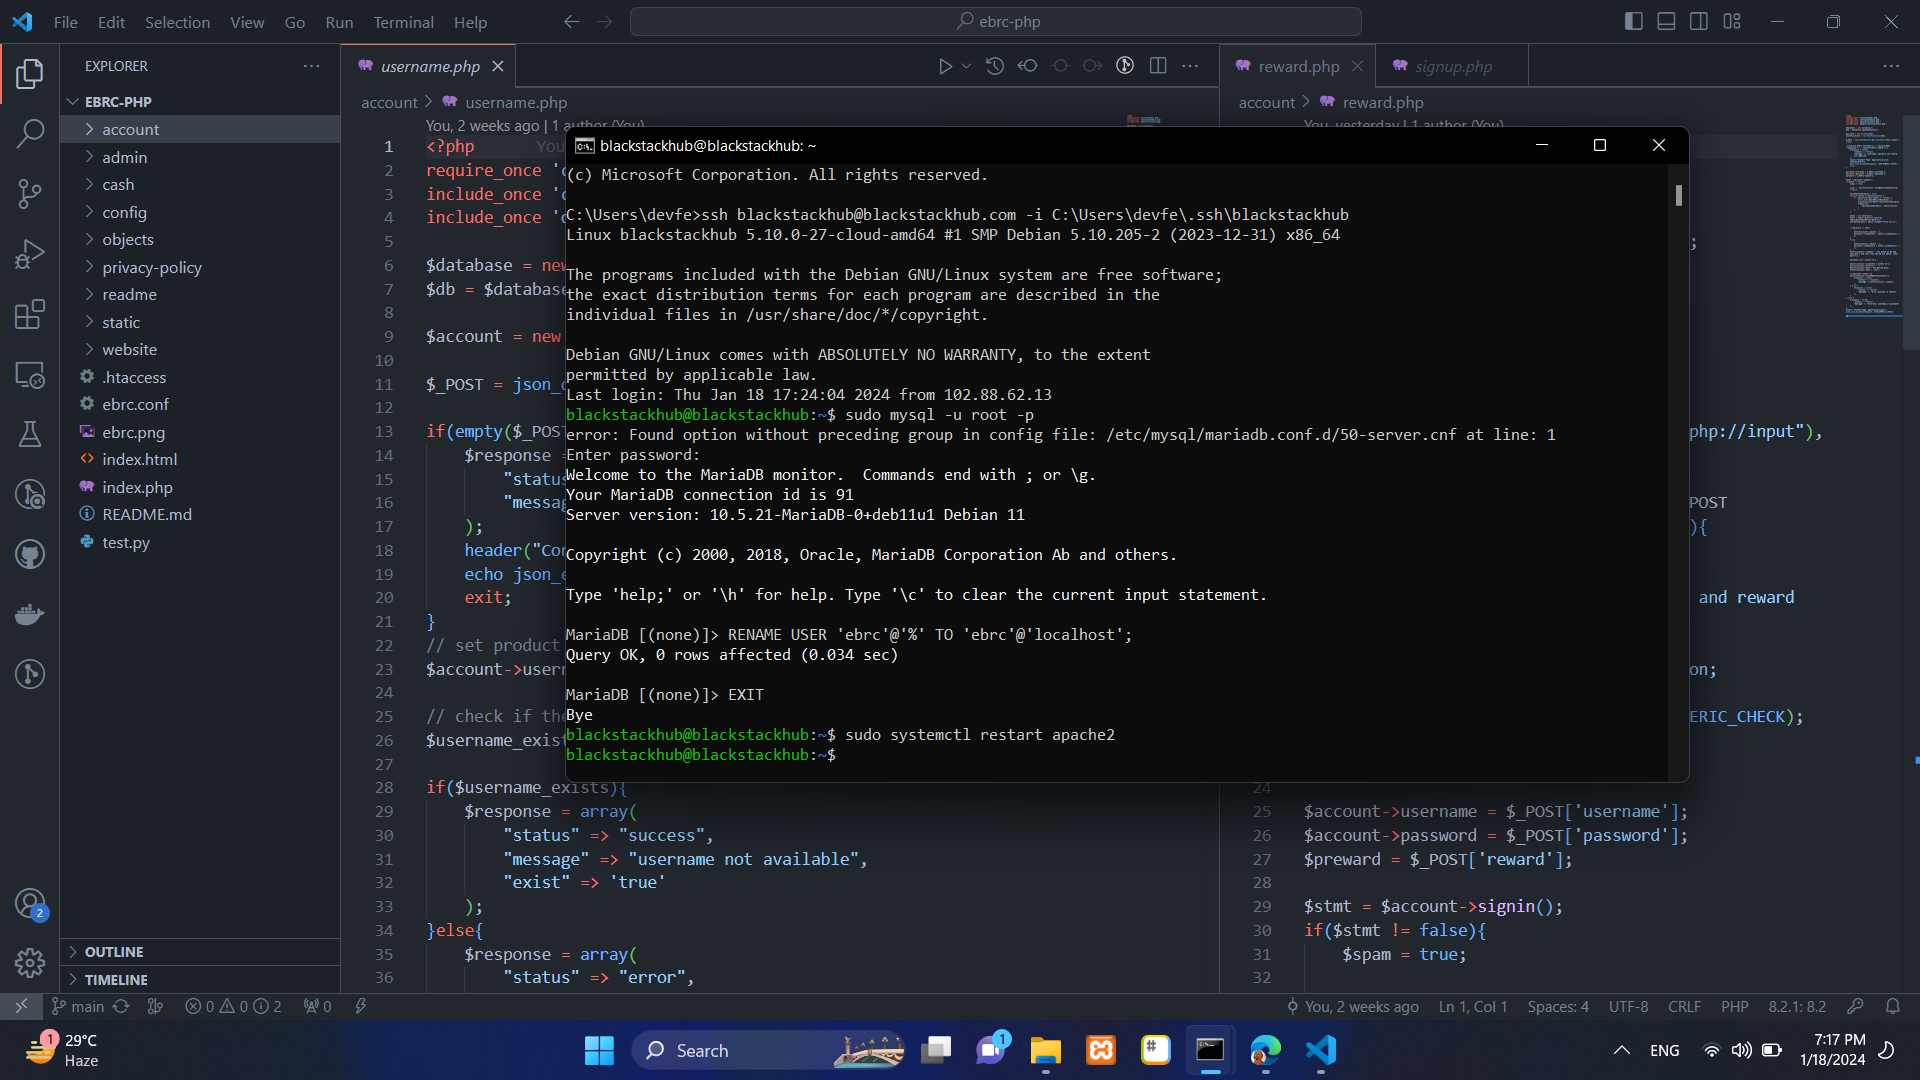 File Edit Selection View Go Run Terminal Help
ebrc-php
EXPLORER
EBRC-PHP
account
admin
cash
config
objects
privacy-policy
readme
static
website
.htaccess
ebrc.conf
ebrc.png
index.html
index.php
README.md
test.py
OUTLINE
TIMELINE
2
username.php
account > username.php
You, 2 weeks ago | 1 author (You)
1 <?php You
2 require_once 'c
3 include_once 'c
4 include_once 'c
5
6 $database = new
7 $db = $database
8
9 $account = new
10
11 $_POST = json_d
12
13 if(empty($_POST
14 $response =
15 "status
16 "messag
17 );
18 header("Con
19 echo json_e
20 exit;
21 }
22 // set product
23 $account->usern
24
25 // check if the
26 $username_exist
27
28 if($username_exists){
29 $response = array(
30 "status" => "success",
31 "message" => "username not available",
32 "exist" => 'true'
33 );
34 }else{
35 $response = array(
36 "status" => "error",
blackstackhub@blackstackhub: ~
(c) Microsoft Corporation. All rights reserved.
C:\Users\devfe>ssh blackstackhub@blackstackhub.com -i C:\Users\devfe\.ssh\blackstackhub
Linux blackstackhub 5.10.0-27-cloud-amd64 #1 SMP Debian 5.10.205-2 (2023-12-31) x86_64
The programs included with the Debian GNU/Linux system are free software;
the exact distribution terms for each program are described in the
individual files in /usr/share/doc/*/copyright.
Debian GNU/Linux comes with ABSOLUTELY NO WARRANTY, to the extent
permitted by applicable law.
Last login: Thu Jan 18 17:24:04 2024 from 102.88.62.13
blackstackhub@blackstackhub:~$ sudo mysql -u root -p
error: Found option without preceding group in config file: /etc/mysql/mariadb.conf.d/50-server.cnf at line: 1
Enter password:
Welcome to the MariaDB monitor.  Commands end with ; or \g.
Your MariaDB connection id is 91
Server version: 10.5.21-MariaDB-0+deb11u1 Debian 11
Copyright (c) 2000, 2018, Oracle, MariaDB Corporation Ab and others.
Type 'help;' or '\h' for help. Type '\c' to clear the current input statement.
MariaDB [(none)]> RENAME USER 'ebrc'@'%' TO 'ebrc'@'localhost';
Query OK, 0 rows affected (0.034 sec)
MariaDB [(none)]> EXIT
Bye
blackstackhub@blackstackhub:~$ sudo systemctl restart apache2
blackstackhub@blackstackhub:~$
reward.php signup.php
account > reward.php
You, yesterday | 1 author (You)
;
php://input"),
_POST
){
and reward
on;
ERIC_CHECK);
24
25 $account->username = $_POST['username'];
26 $account->password = $_POST['password'];
27 $preward = $_POST['reward'];
28
29 $stmt = $account->signin();
30 if($stmt != false){
31 $spam = true;
32
main 0 0 2 0 You, 2 weeks ago Ln 1, Col 1 Spaces: 4 UTF-8 CRLF PHP 8.2.1: 8.2
1 29°C
Haze
Search
1
ENG
7:17 PM
1/18/2024